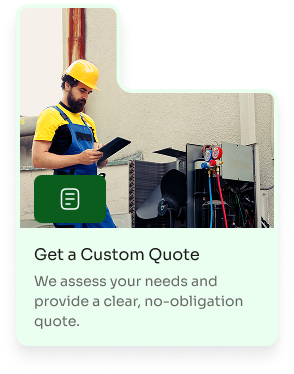 Get a Custom Quote
We assess your needs and
provide a clear, no-obligation
quote.